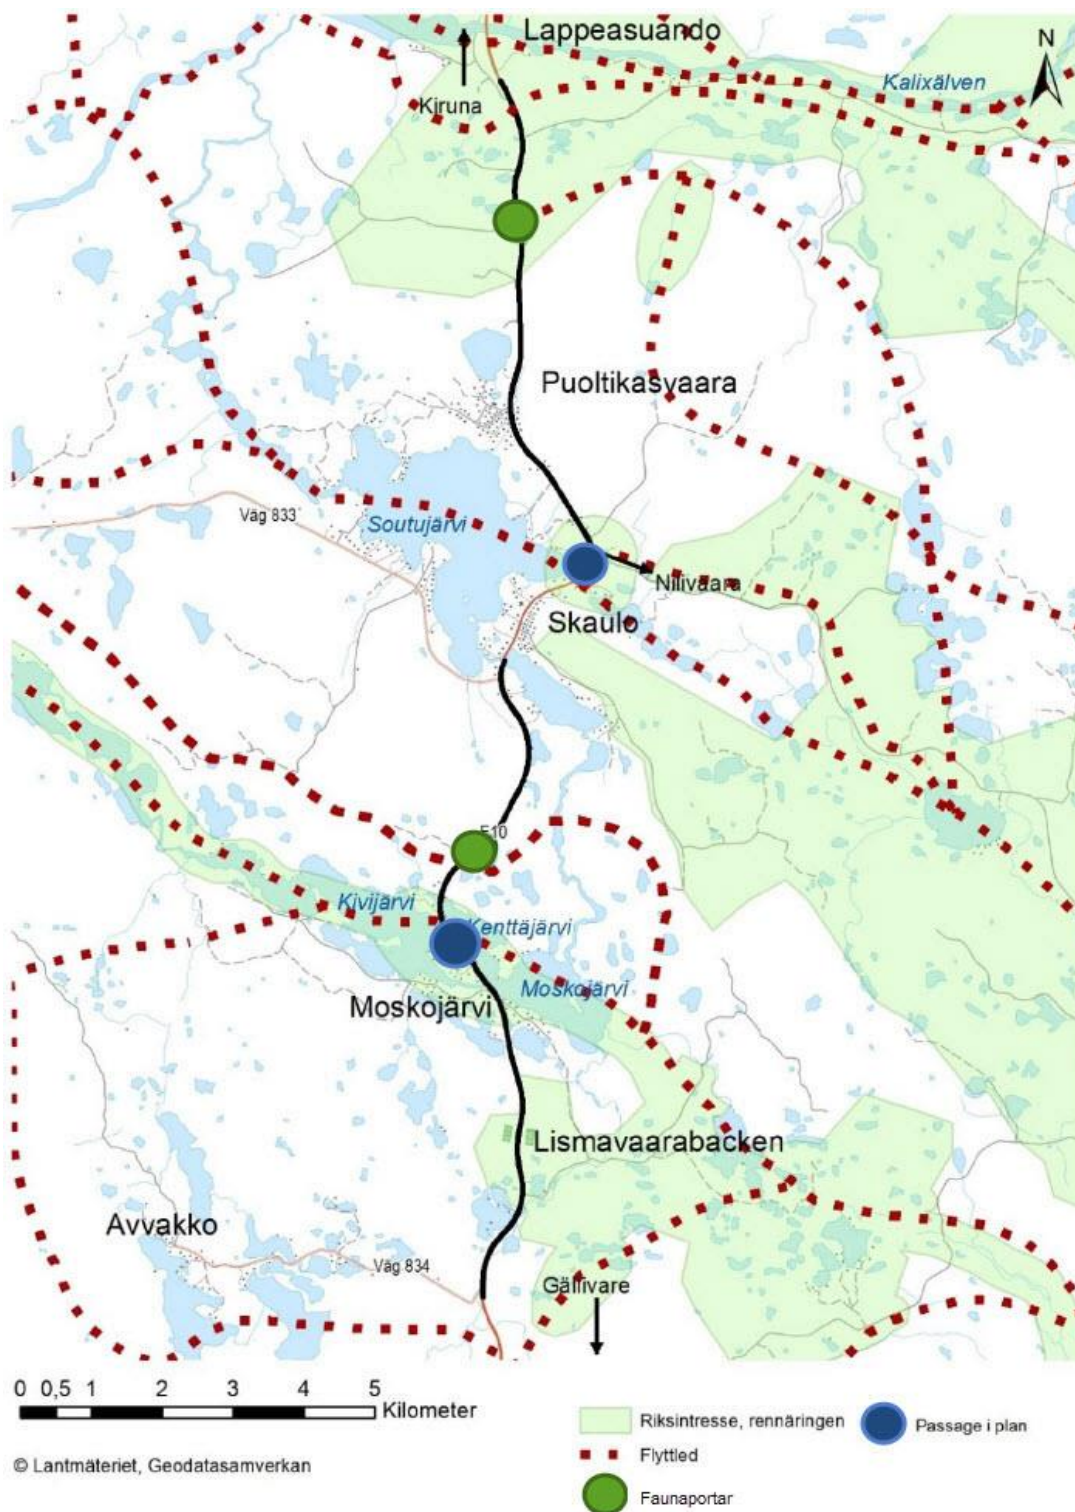 Lappeasuando
N
Kalixälven
Kiruna
Puoltikasvaara
Väg 833
Soutujärvi
Nilivaara
Skaulo
E10
Kivijärvi
Kenttäjärvi
Moskojärvi
Moskojärvi
Lismavaarabacken
Avvakko
Väg 834
Gällivare
0 0,5 1 2 3 4 5
Kilometer
Riksintresse, rennäringen
Passage i plan
Flyttled
© Lantmäteriet, Geodatasamverkan
Faunaportar